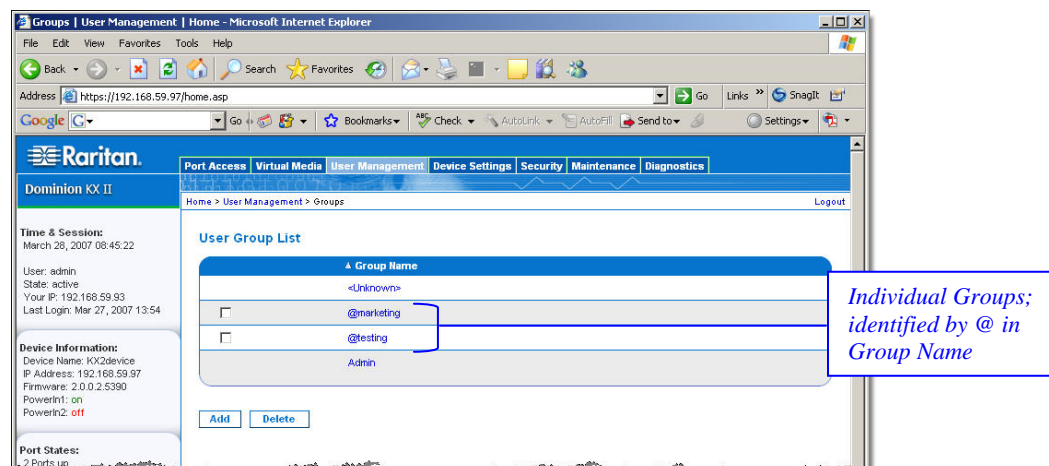 Groups | User Management | Home - Microsoft Internet Explorer
File Edit View Favorites Tools Help
Back Search Favorites
Address https://192.168.59.97/home.asp Go Links » SnagIt
Google G Go Bookmarks ABC Check AutoLink AutoFill Send to Settings
Raritan.
Port Access Virtual Media User Management Device Settings Security Maintenance Diagnostics
Dominion KX II
Home > User Management > Groups Logout
Time & Session:
March 28, 2007 08:45:22
User: admin
State: active
Your IP: 192.168.59.93
Last Login: Mar 27, 2007 13:54
Device Information:
Device Name: KX2device
IP Address: 192.168.59.97
Firmware: 2.0.0.2.5390
PowerIn1: on
PowerIn2: off
Port States:
2 Ports up
User Group List
▲ Group Name
<Unknown>
@marketing
@testing
Admin
Add Delete
Individual Groups;
identified by @ in
Group Name